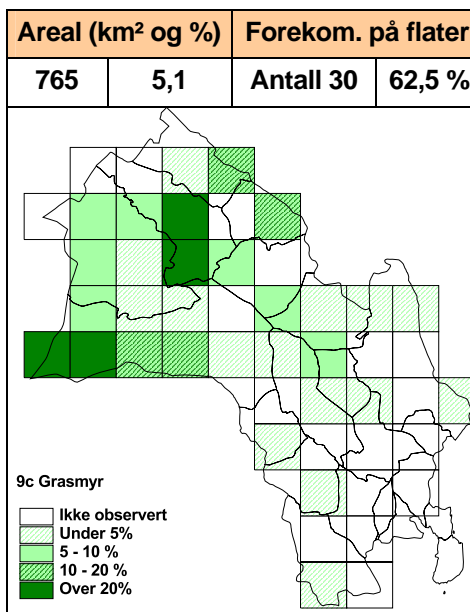 Areal (km² og %) Forekom. på flater
765 5,1 Antall 30 62,5 %
9c Grasmyr
Ikke observert
Under 5%
5 - 10 %
10 - 20 %
Over 20%